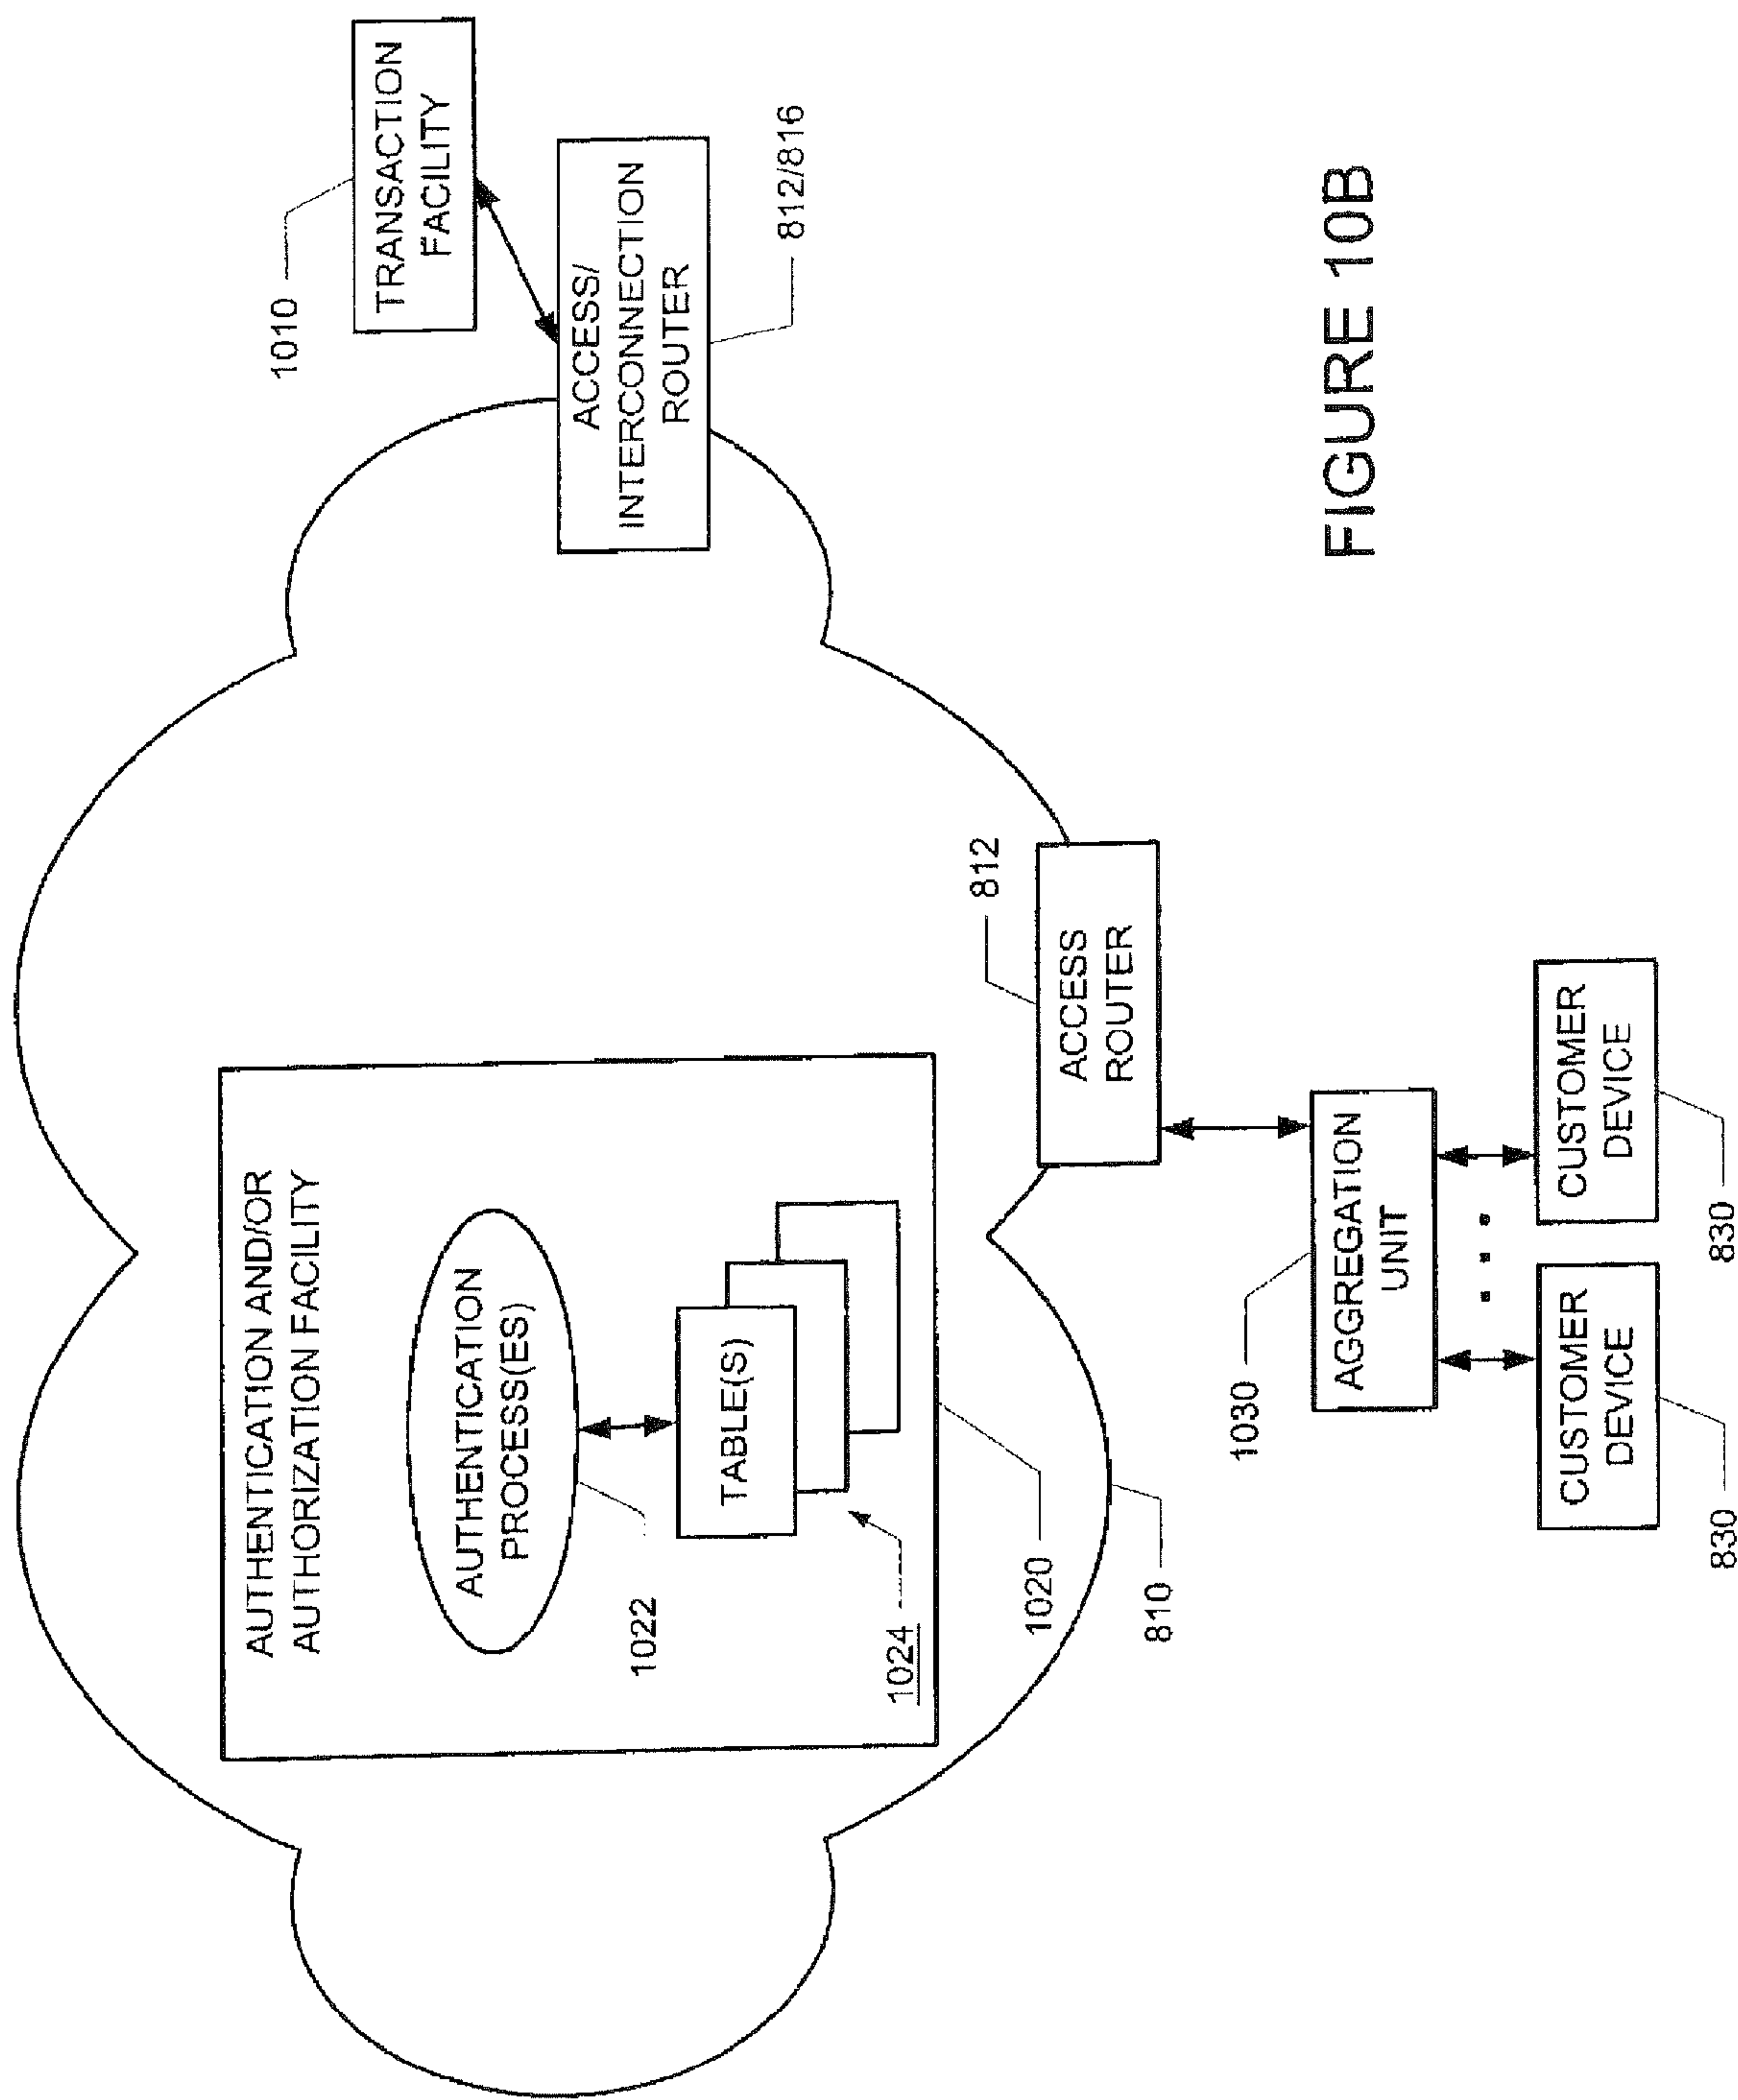 AUTHENTICATION AND/OR
AUTHORIZATION FACILITY
AUTHENTICATION
PROCESS(ES)
1022
TABLE(S)
1024
1020
810
1010
TRANSACTION
FACILITY
ACCESS/
INTERCONNECTION
ROUTER
812/816
812
ACCESS
ROUTER
1030
AGGREGATION
UNIT
CUSTOMER
DEVICE
830
CUSTOMER
DEVICE
830
FIGURE 10B